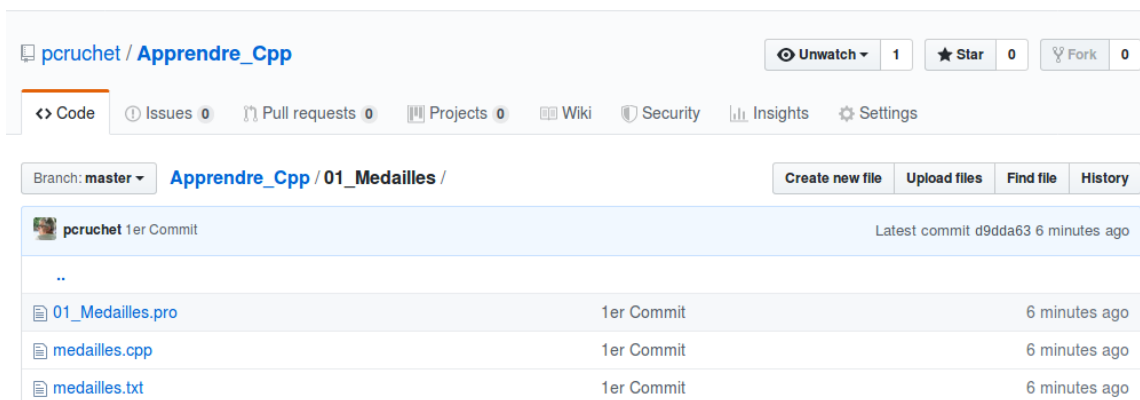 pcruchet / Apprendre_Cpp Unwatch 1 Star 0 Fork 0
Code Issues 0 Pull requests 0 Projects 0 Wiki Security Insights Settings
Branch: master Apprendre_Cpp / 01_Medailles / Create new file Upload files Find file History
pcruchet 1er Commit Latest commit d9dda63 6 minutes ago
..
01_Medailles.pro 1er Commit 6 minutes ago
medailles.cpp 1er Commit 6 minutes ago
medailles.txt 1er Commit 6 minutes ago